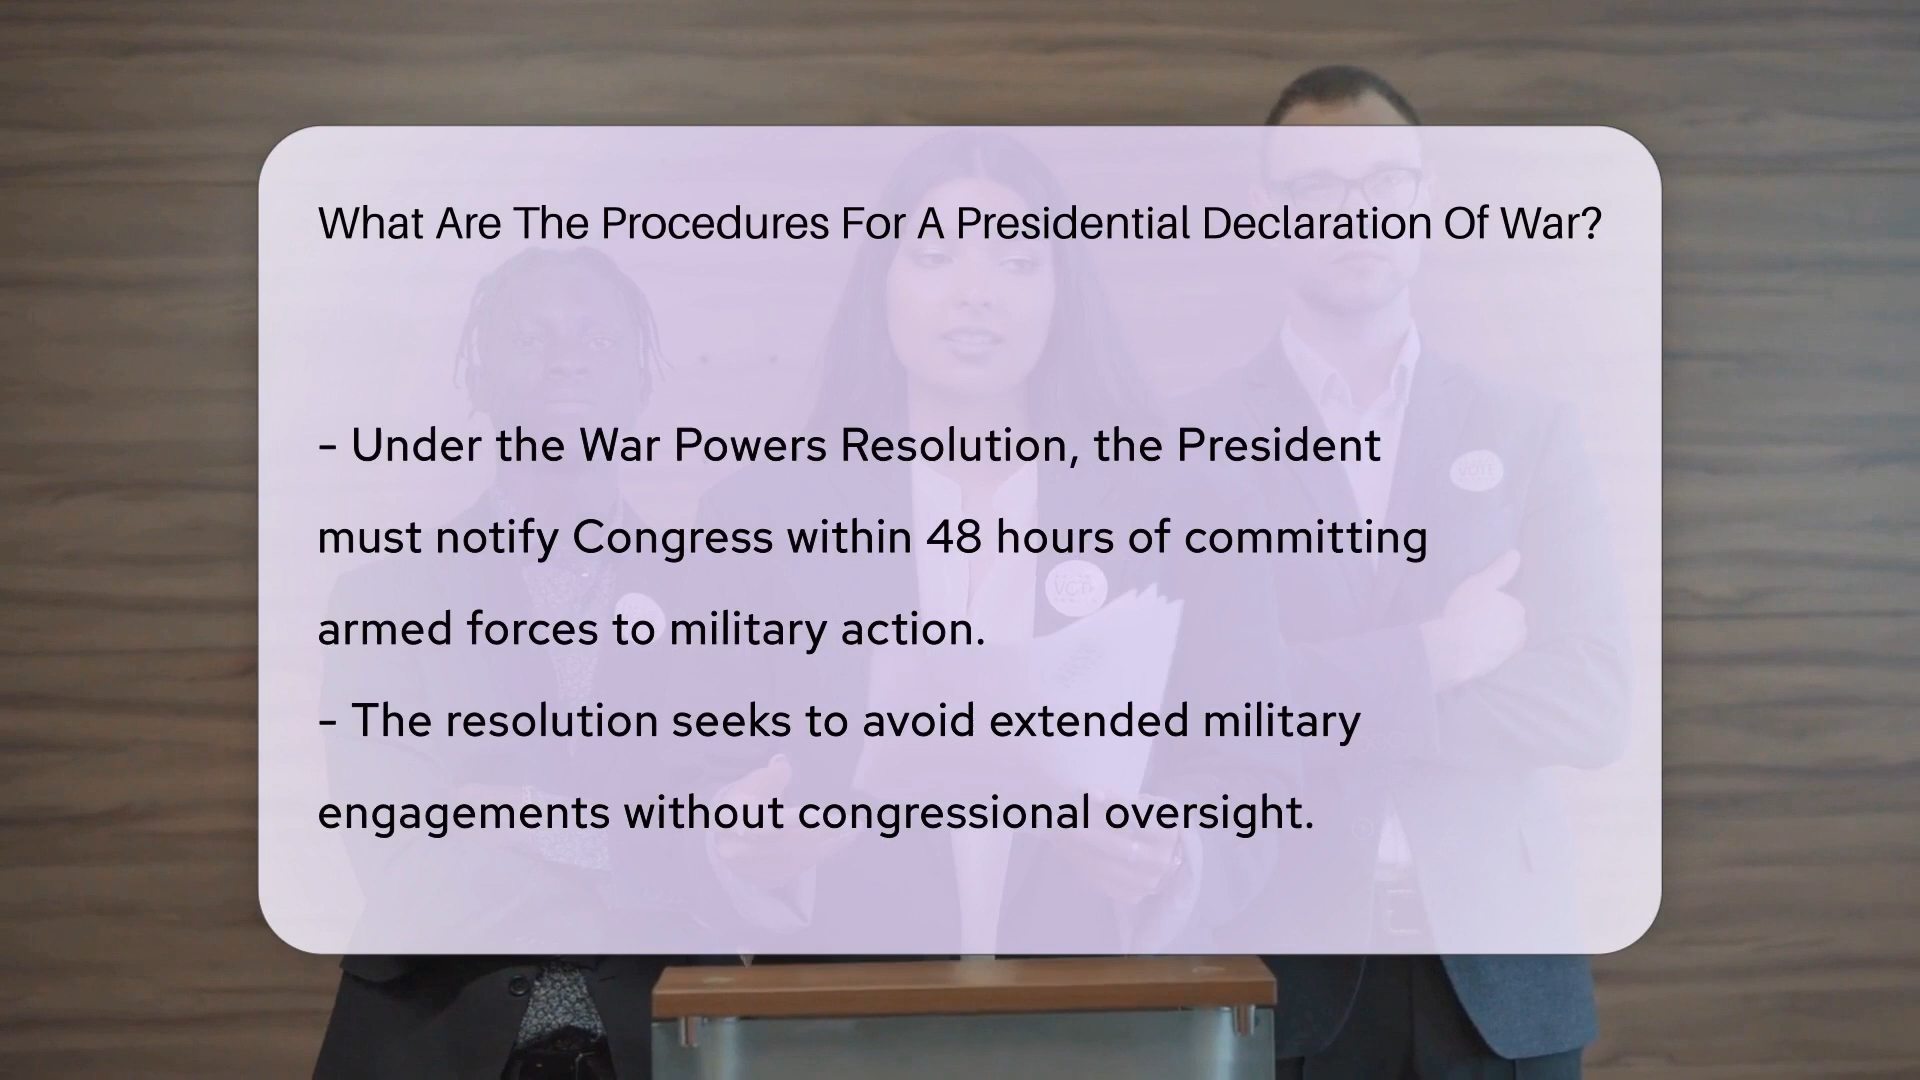 What Are The Procedures For A Presidential Declaration Of War?
- Under the War Powers Resolution, the President
must notify Congress within 48 hours of committing
armed forces to military action.
- The resolution seeks to avoid extended military
engagements without congressional oversight.